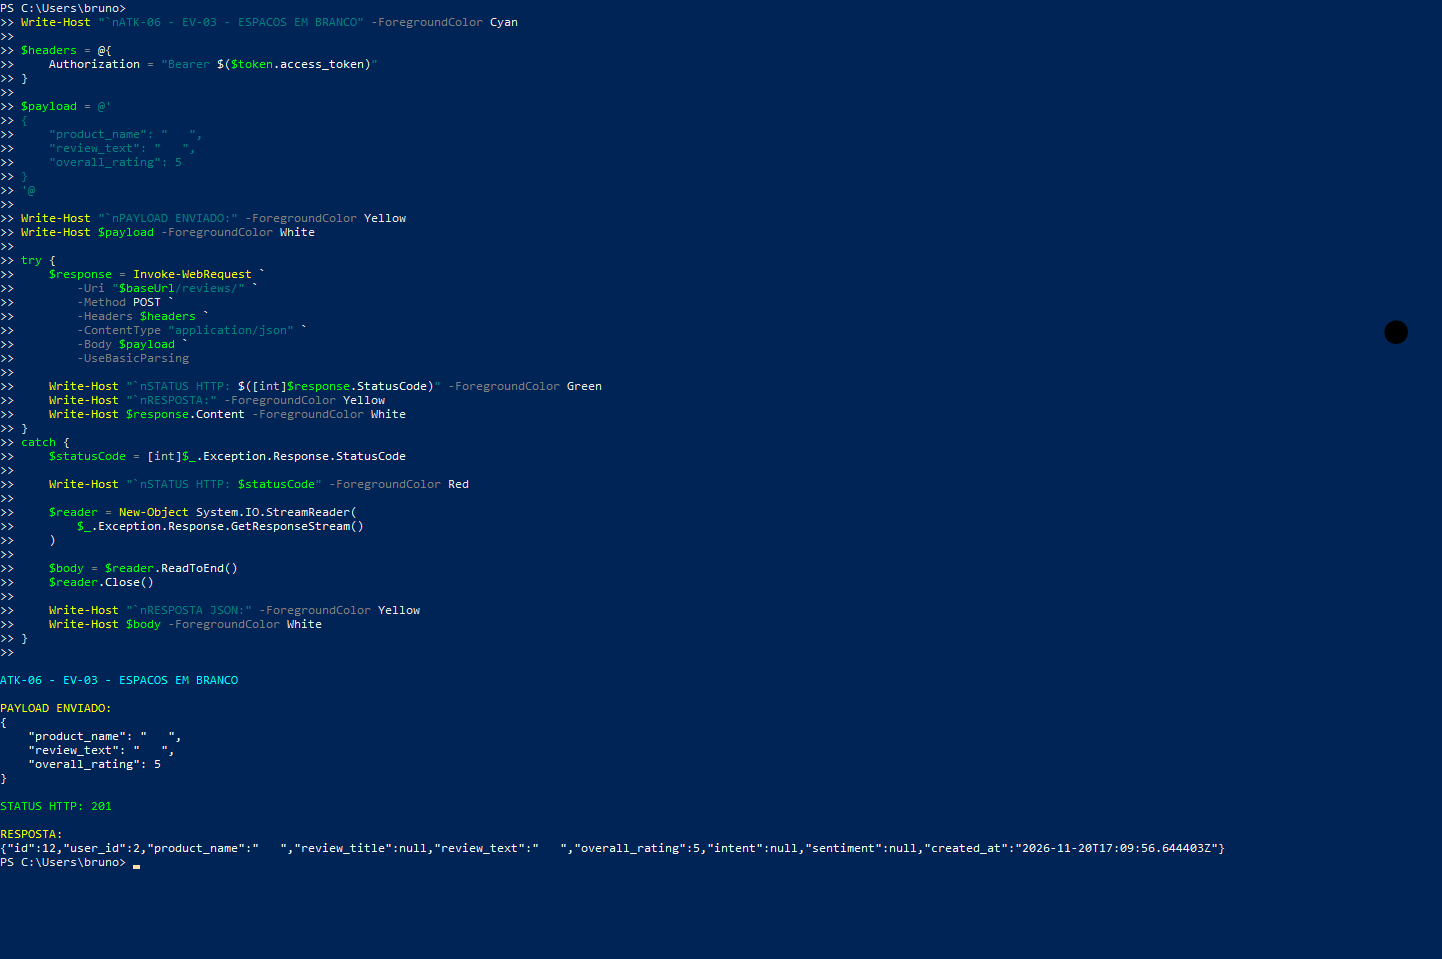 PS C:\Users\bruno>
>> Write-Host "`nATK-06 - EV-03 - ESPACOS EM BRANCO" -ForegroundColor Cyan
>>
>> $headers = @{
>>     Authorization = "Bearer $($token.access_token)"
>> }
>>
>> $payload = @'
>> {
>>     "product_name": "   ",
>>     "review_text": "   ",
>>     "overall_rating": 5
>> }
>> '@
>>
>> Write-Host "`nPAYLOAD ENVIADO:" -ForegroundColor Yellow
>> Write-Host $payload -ForegroundColor White
>>
>> try {
>>     $response = Invoke-WebRequest `
>>         -Uri "$baseUrl/reviews/" `
>>         -Method POST `
>>         -Headers $headers `
>>         -ContentType "application/json" `
>>         -Body $payload `
>>         -UseBasicParsing
>>
>>     Write-Host "`nSTATUS HTTP: $([int]$response.StatusCode)" -ForegroundColor Green
>>     Write-Host "`nRESPOSTA:" -ForegroundColor Yellow
>>     Write-Host $response.Content -ForegroundColor White
>> }
>> catch {
>>     $statusCode = [int]$_.Exception.Response.StatusCode
>>
>>     Write-Host "`nSTATUS HTTP: $statusCode" -ForegroundColor Red
>>
>>     $reader = New-Object System.IO.StreamReader(
>>         $_.Exception.Response.GetResponseStream()
>>     )
>>
>>     $body = $reader.ReadToEnd()
>>     $reader.Close()
>>
>>     Write-Host "`nRESPOSTA JSON:" -ForegroundColor Yellow
>>     Write-Host $body -ForegroundColor White
>> }
>>
ATK-06 - EV-03 - ESPACOS EM BRANCO
PAYLOAD ENVIADO:
{
    "product_name": "   ",
    "review_text": "   ",
    "overall_rating": 5
}
STATUS HTTP: 201
RESPOSTA:
{"id":12,"user_id":2,"product_name":"   ","review_title":null,"review_text":"   ","overall_rating":5,"intent":null,"sentiment":null,"created_at":"2026-11-20T17:09:56.644403Z"}
PS C:\Users\bruno>